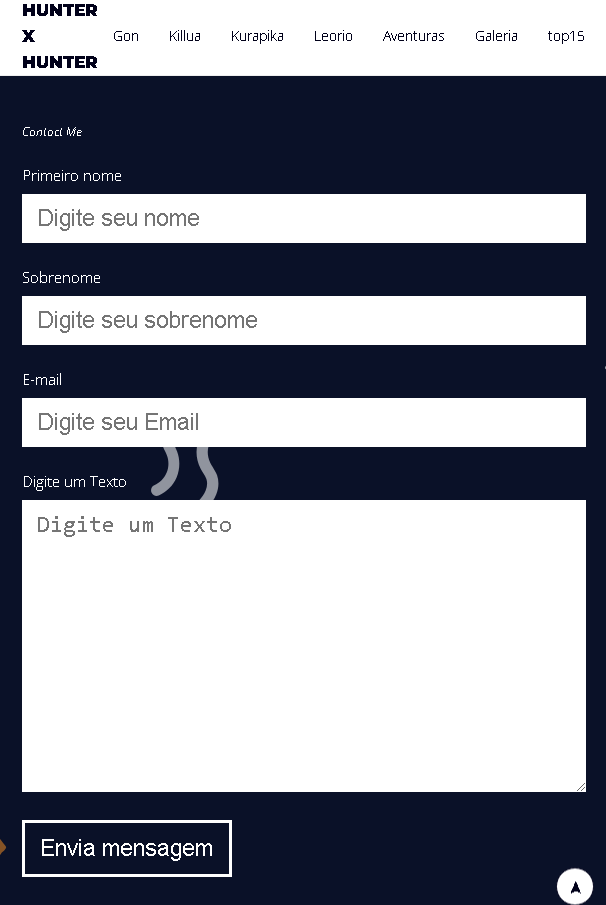 HUNTER
X
HUNTER
Gon Killua Kurapika Leorio Aventuras Galeria top15
Contact Me
Primeiro nome
Digite seu nome
Sobrenome
Digite seu sobrenome
E-mail
Digite seu Email
Digite um Texto
Digite um Texto
Envia mensagem